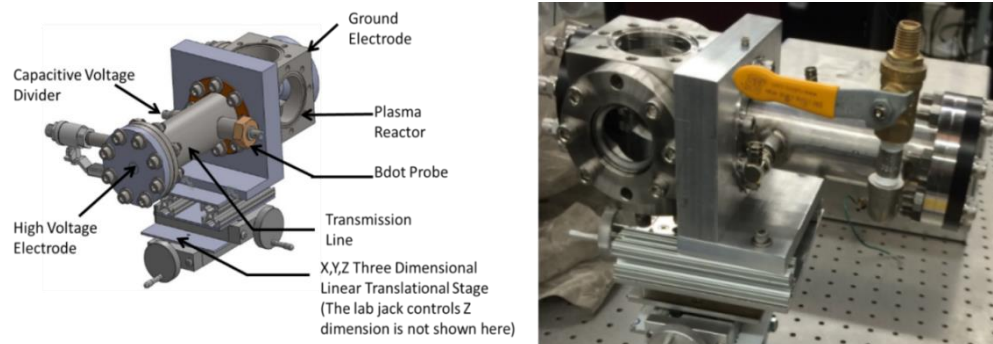 Ground
Electrode
Capacitive Voltage
Divider
Plasma
Reactor
Bdot Probe
High Voltage
Electrode
Transmission
Line
X,Y,Z Three Dimensional
Linear Translational Stage
(The lab jack controls Z
dimension is not shown here)